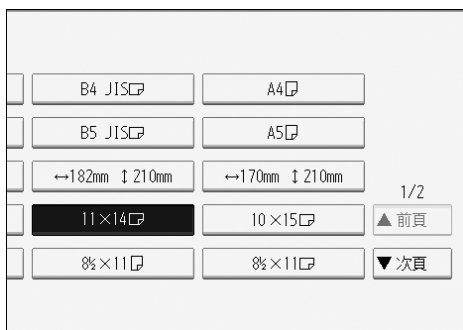 B4 JIS A4
B5 JIS A5
↔182mm ↕210mm ↔170mm ↕210mm
1/2
11×14 10×15 ▲前頁
8½×11 8½×11 ▼次頁